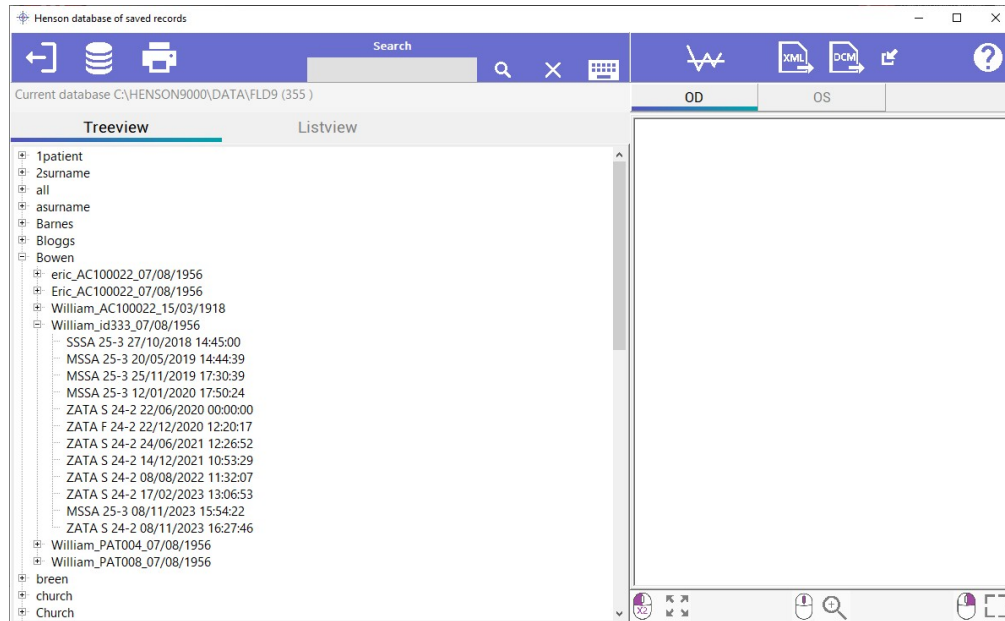 Henson database of saved records
Search
XML
DCM
?
Current database C:\HENSON9000\DATA\FLD9 (355 )
OD
OS
Treeview
Listview
1patient
2surname
all
asurname
Barnes
Bloggs
Bowen
eric_AC100022_07/08/1956
Eric_AC100022_07/08/1956
William_AC100022_15/03/1918
William_id333_07/08/1956
SSSA 25-3 27/10/2018 14:45:00
MSSA 25-3 20/05/2019 14:44:39
MSSA 25-3 25/11/2019 17:30:39
MSSA 25-3 12/01/2020 17:50:24
ZATA S 24-2 22/06/2020 00:00:00
ZATA F 24-2 22/12/2020 12:20:17
ZATA S 24-2 24/06/2021 12:26:52
ZATA S 24-2 14/12/2021 10:53:29
ZATA S 24-2 08/08/2022 11:32:07
ZATA S 24-2 17/02/2023 13:06:53
MSSA 25-3 08/11/2023 15:54:22
ZATA S 24-2 08/11/2023 16:27:46
William_PAT004_07/08/1956
William_PAT008_07/08/1956
breen
church
Church
X2